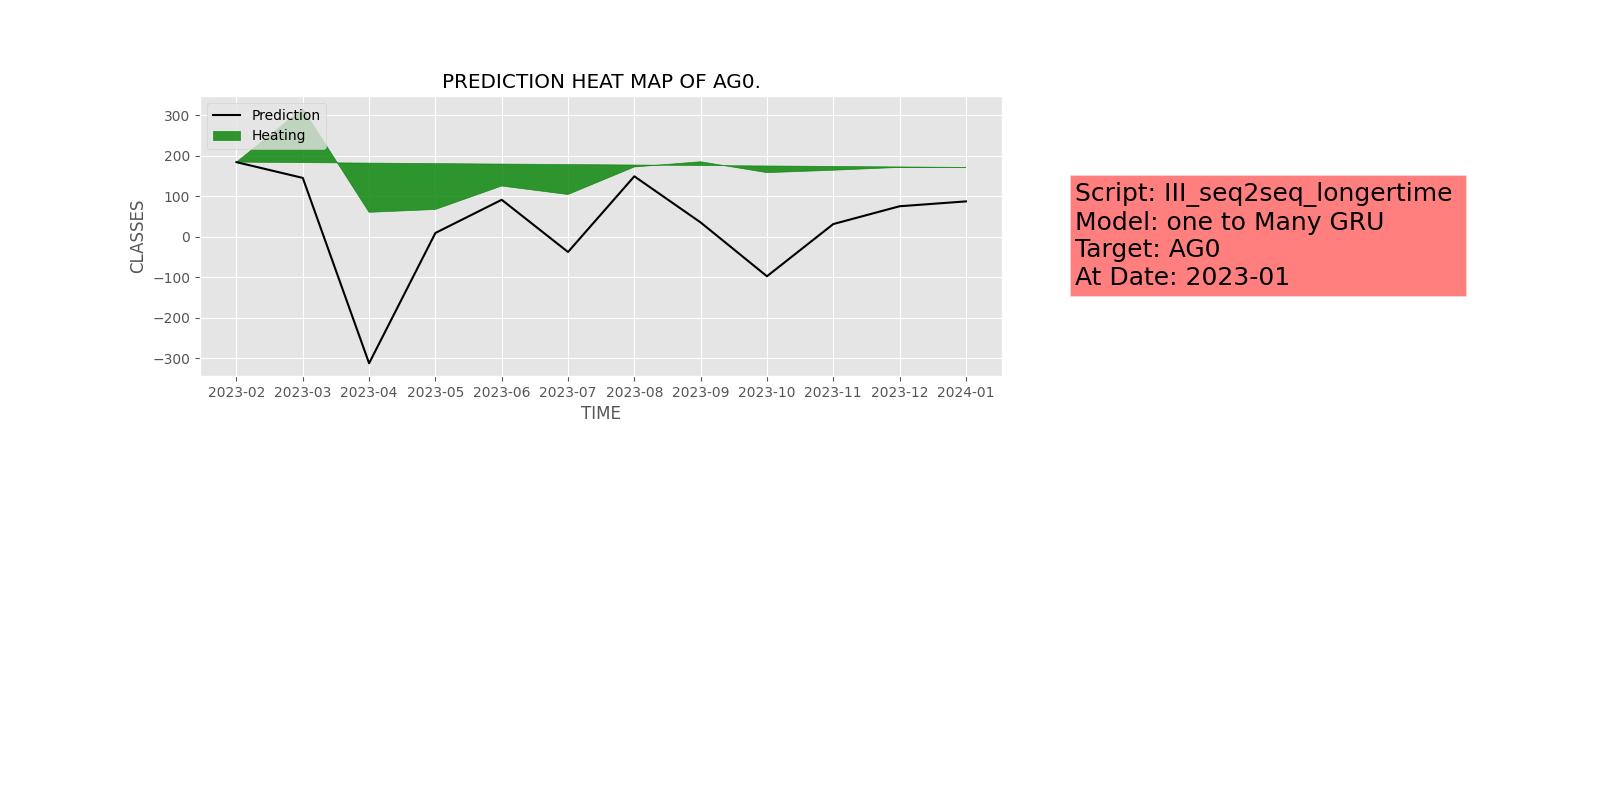 PREDICTION HEAT MAP OF AG0.
Prediction
Heating
CLASSES
300
200
100
0
−100
−200
−300
2023-02 2023-03 2023-04 2023-05 2023-06 2023-07 2023-08 2023-09 2023-10 2023-11 2023-12 2024-01
TIME
Script: III_seq2seq_longertime
Model: one to Many GRU
Target: AG0
At Date: 2023-01